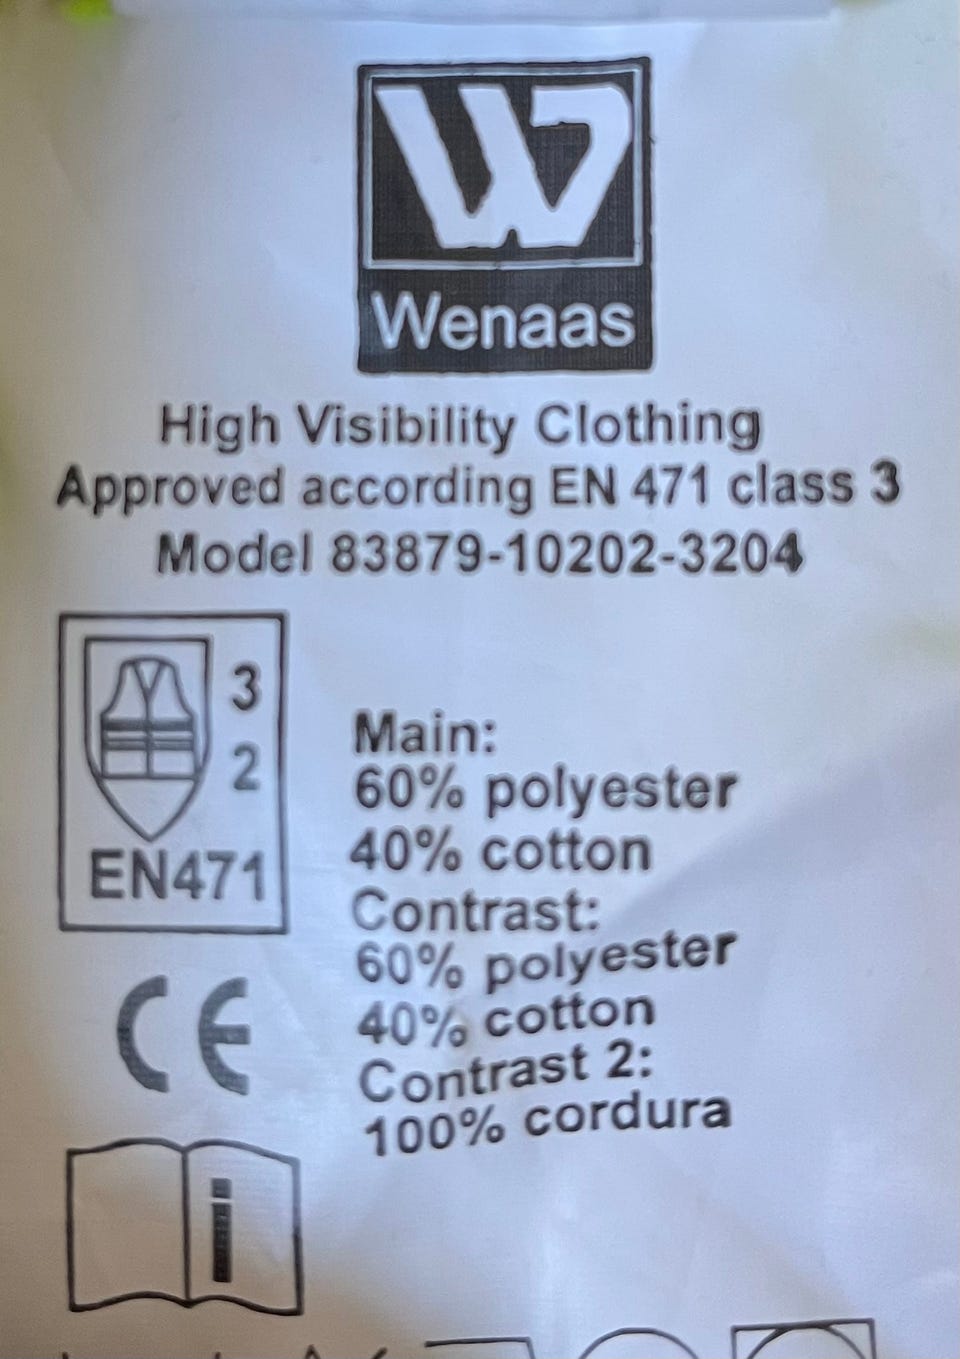 W
Wenaas
High Visibility Clothing
Approved according EN 471 class 3
Model 83879-10202-3204
3
2
EN471
Main:
60% polyester
40% cotton
Contrast:
60% polyester
40% cotton
Contrast 2:
100% cordura
CE
i